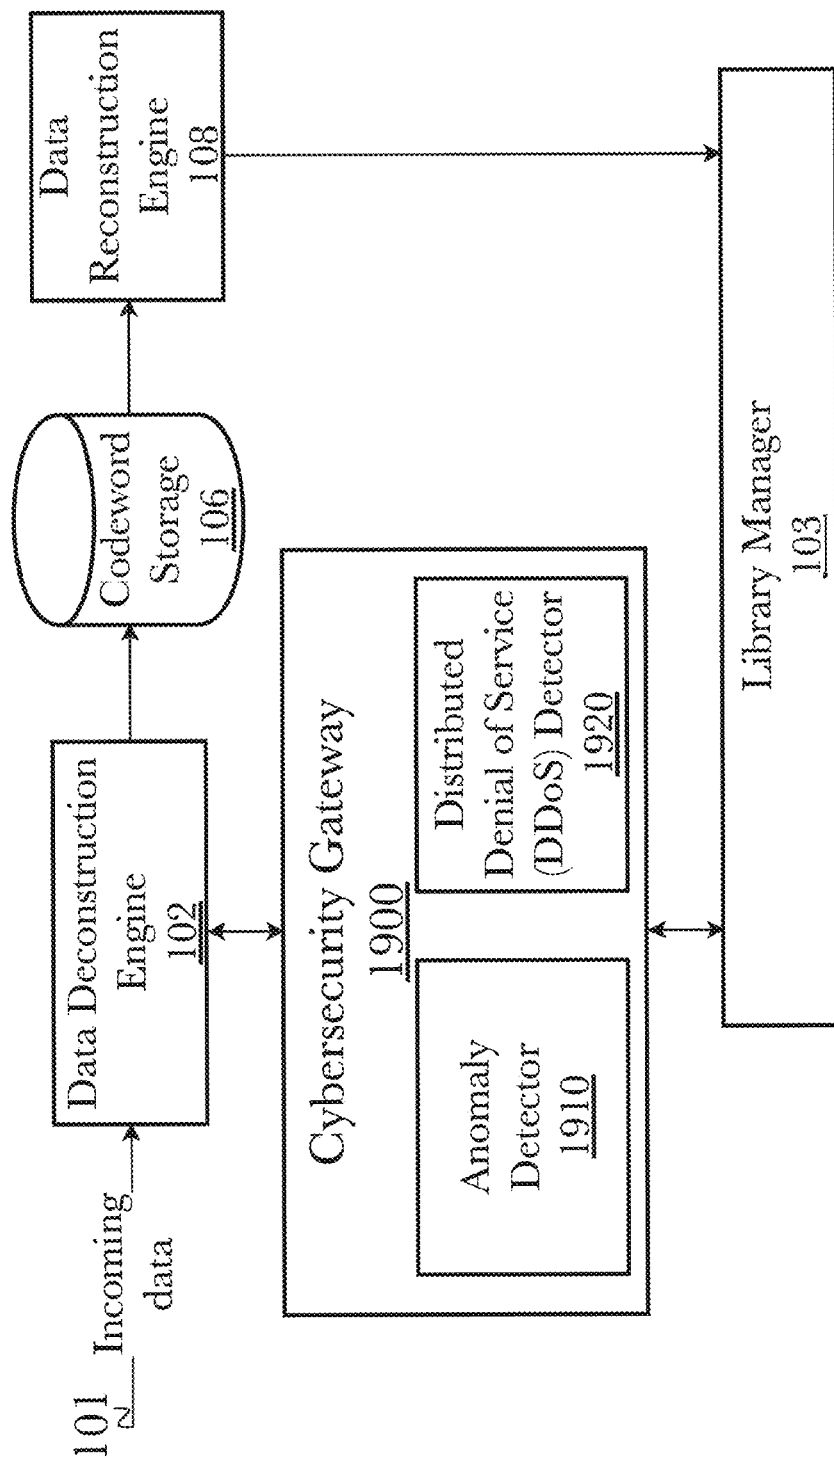 101
Incoming
data
Data Deconstruction
Engine
102
Codeword
Storage
106
Data
Reconstruction
Engine
108
Cybersecurity Gateway
1900
Anomaly
Detector
1910
Distributed
Denial of Service
(DDoS) Detector
1920
Library Manager
103